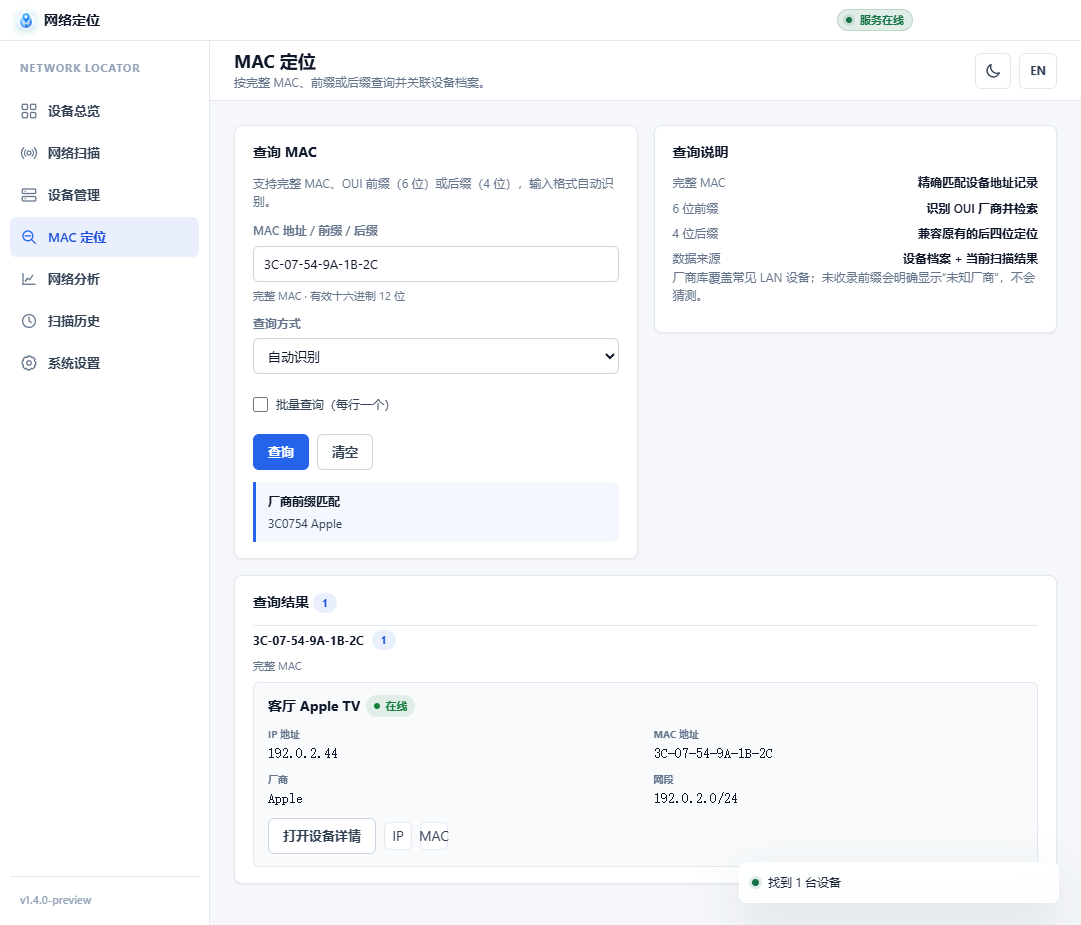 网络定位
服务在线
NETWORK LOCATOR
设备总览
网络扫描
设备管理
MAC 定位
网络分析
扫描历史
系统设置
v1.4.0-preview
MAC 定位
按完整 MAC、前缀或后缀查询并关联设备档案。
EN
查询 MAC
支持完整 MAC、OUI 前缀（6 位）或后缀（4 位），输入格式自动识
别。
MAC 地址 / 前缀 / 后缀
3C-07-54-9A-1B-2C
完整 MAC · 有效十六进制 12 位
查询方式
自动识别
批量查询（每行一个）
查询
清空
厂商前缀匹配
3C0754 Apple
查询说明
完整 MAC 精确匹配设备地址记录
6 位前缀 识别 OUI 厂商并检索
4 位后缀 兼容原有的后四位定位
数据来源 设备档案 + 当前扫描结果
厂商库覆盖常见 LAN 设备；未收录前缀会明确显示“未知厂商”，不会
猜测。
查询结果 1
3C-07-54-9A-1B-2C 1
完整 MAC
客厅 Apple TV 在线
IP 地址
192.0.2.44
MAC 地址
3C-07-54-9A-1B-2C
厂商
Apple
网段
192.0.2.0/24
打开设备详情
IP
MAC
找到 1 台设备